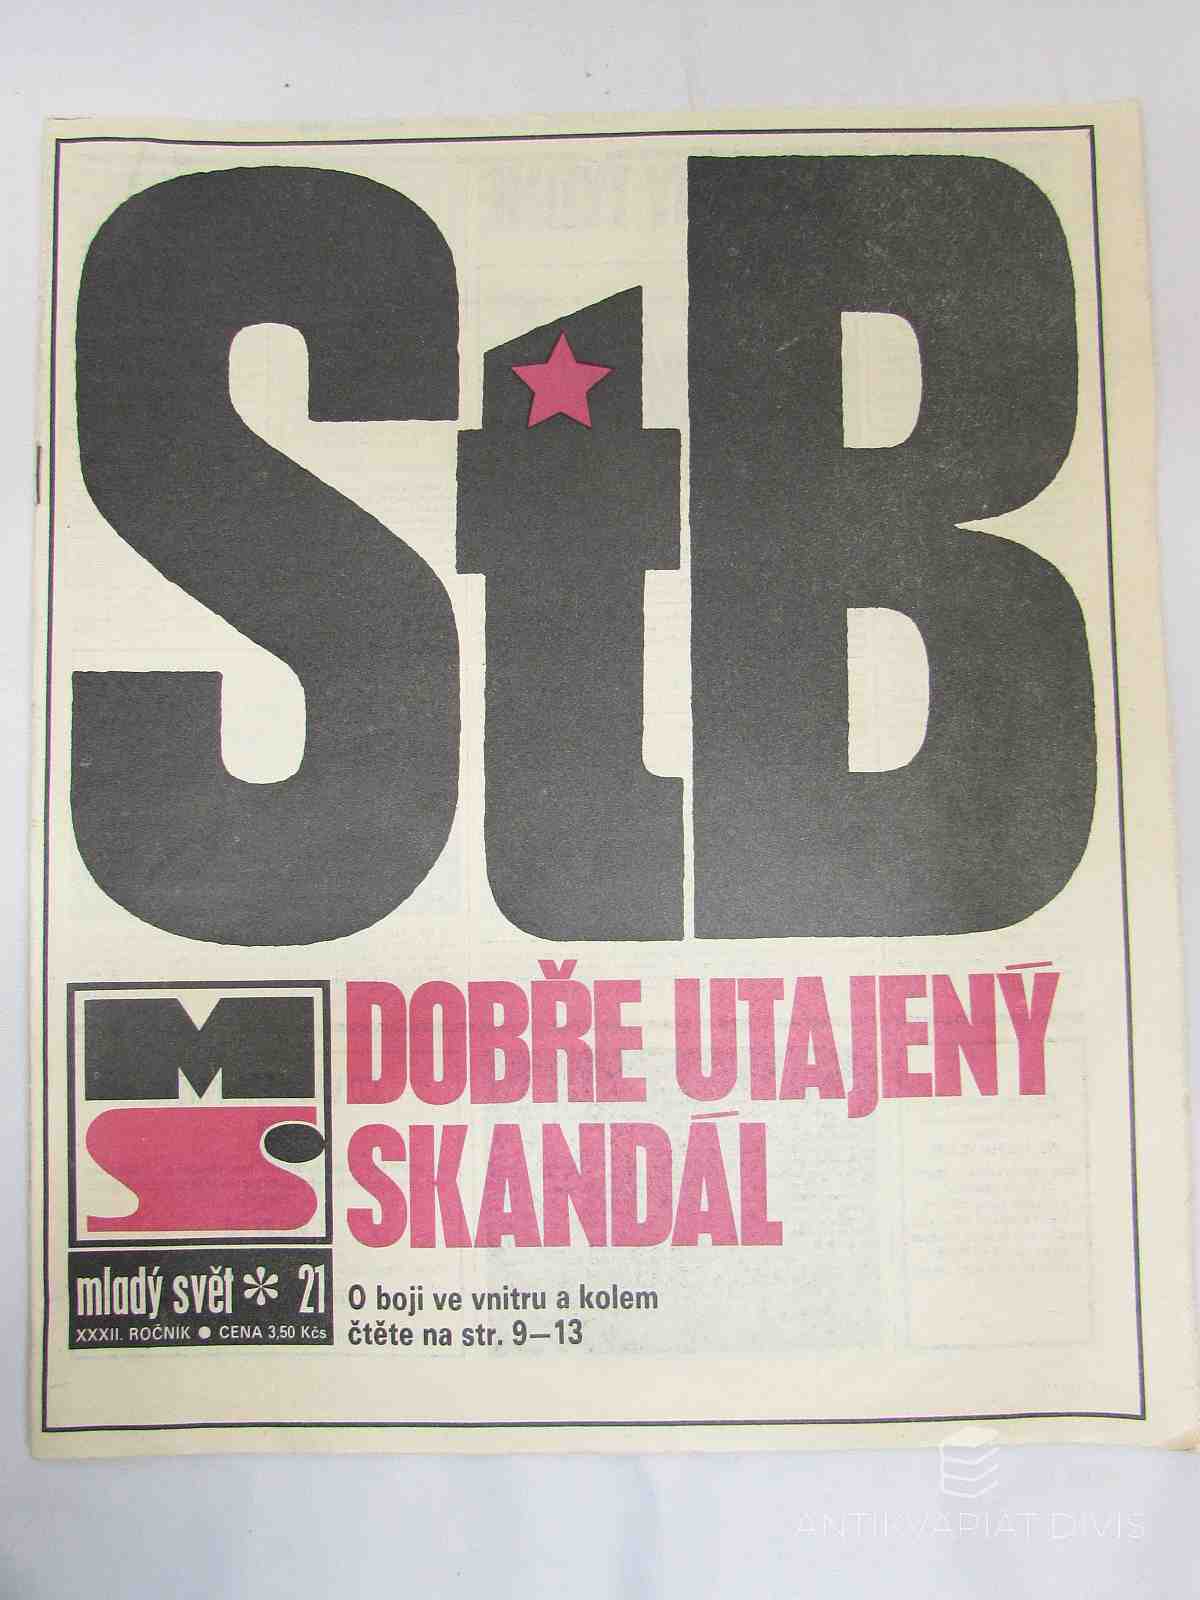 StB
MS
DOBŘE UTAJENÝ
SKANDÁL
mladý svět * 21
XXXII. ROČNÍK ● CENA 3,50 Kčs
O boji ve vnitru a kolem
čtěte na str. 9—13
ANTIKVARIÁT DIVIŠ